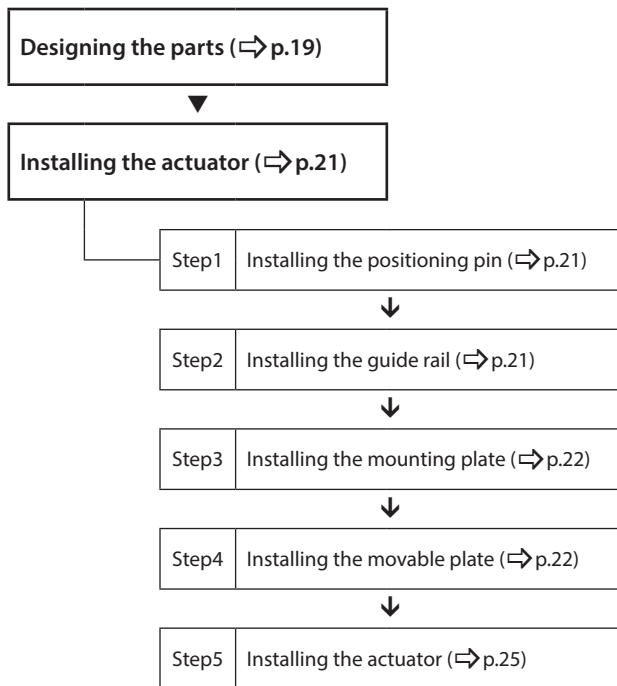 Designing the parts (⇨p.19)
▼
Installing the actuator (⇨p.21)
Step1 Installing the positioning pin (⇨p.21)
↓
Step2 Installing the guide rail (⇨p.21)
↓
Step3 Installing the mounting plate (⇨p.22)
↓
Step4 Installing the movable plate (⇨p.22)
↓
Step5 Installing the actuator (⇨p.25)